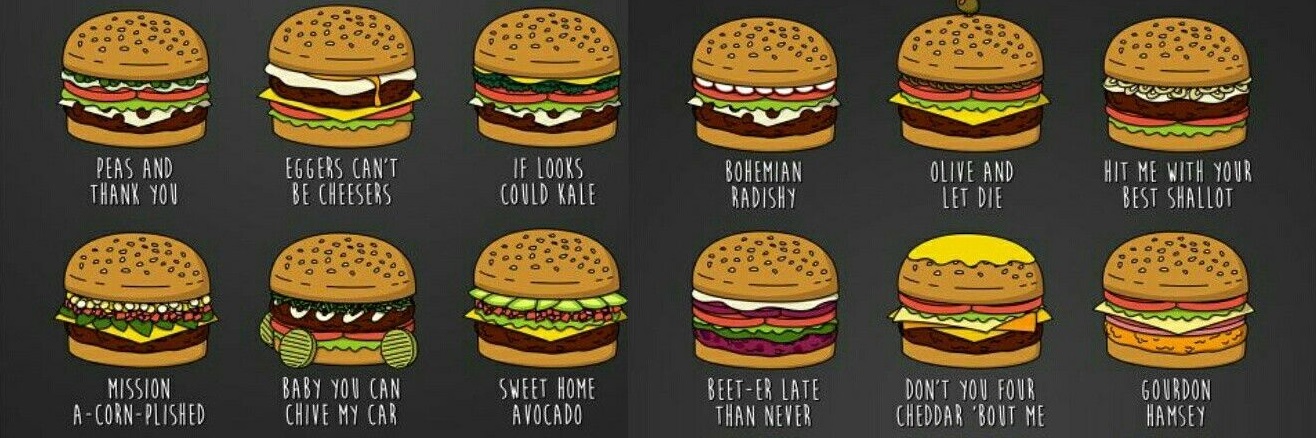 PEAS AND
THANK YOU
EGGERS CAN'T
BE CHEESERS
IF LOOKS
COULD KALE
BOHEMIAN
RADISHY
OLIVE AND
LET DIE
HIT ME WITH YOUR
BEST SHALLOT
MISSION
A-CORN-PLISHED
BABY YOU CAN
CHIVE MY CAR
SWEET HOME
AVOCADO
BEET-ER LATE
THAN NEVER
DON'T YOU FOUR
CHEDDAR 'BOUT ME
GOURDON
HAMSEY